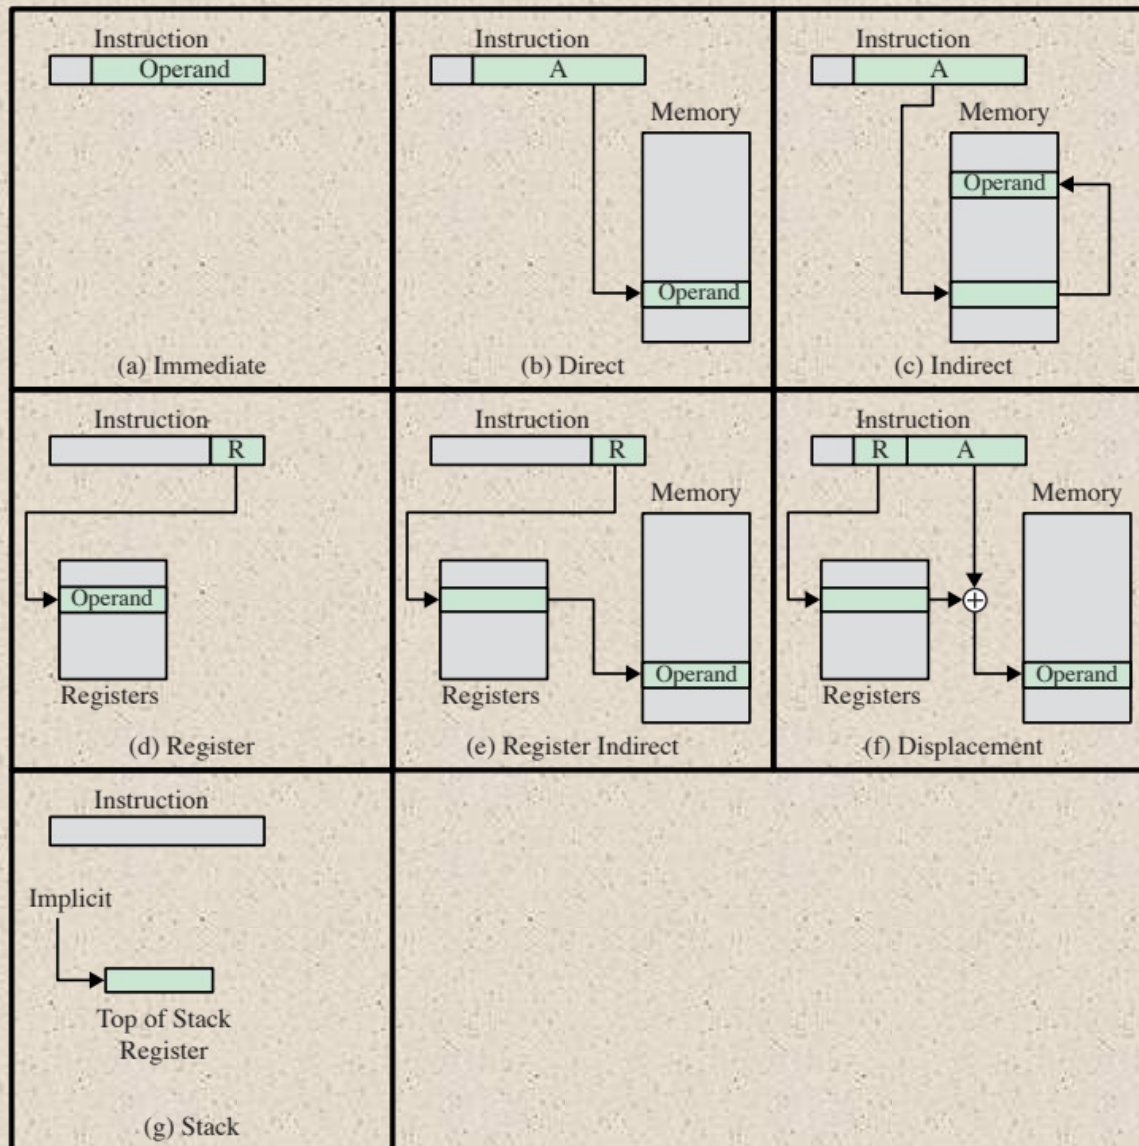 Instruction
Operand
(a) Immediate
Instruction
A
Memory
Operand
(b) Direct
Instruction
A
Memory
Operand
(c) Indirect
Instruction
R
Operand
Registers
(d) Register
Instruction
R
Memory
Operand
Registers
(e) Register Indirect
Instruction
R A
Memory
+
Operand
Registers
(f) Displacement
Instruction
Implicit
Top of Stack
Register
(g) Stack